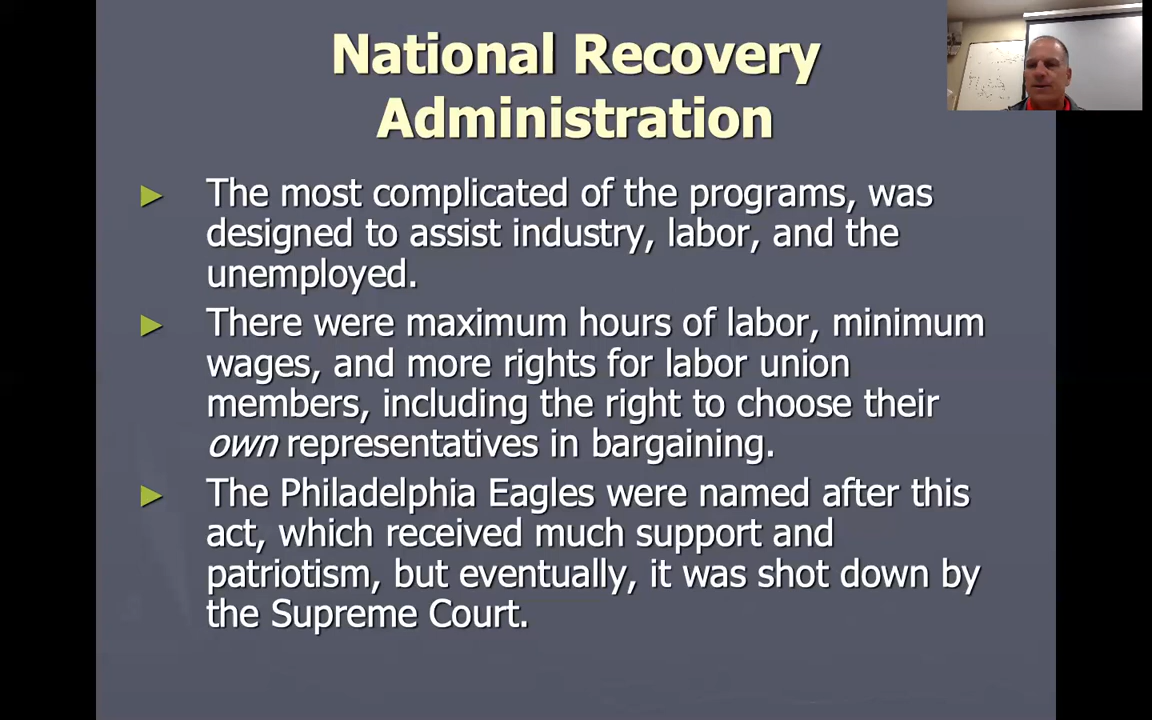 National Recovery
Administration
The most complicated of the programs, was
designed to assist industry, labor, and the
unemployed.
There were maximum hours of labor, minimum
wages, and more rights for labor union
members, including the right to choose their
own representatives in bargaining.
The Philadelphia Eagles were named after this
act, which received much support and
patriotism, but eventually, it was shot down by
the Supreme Court.